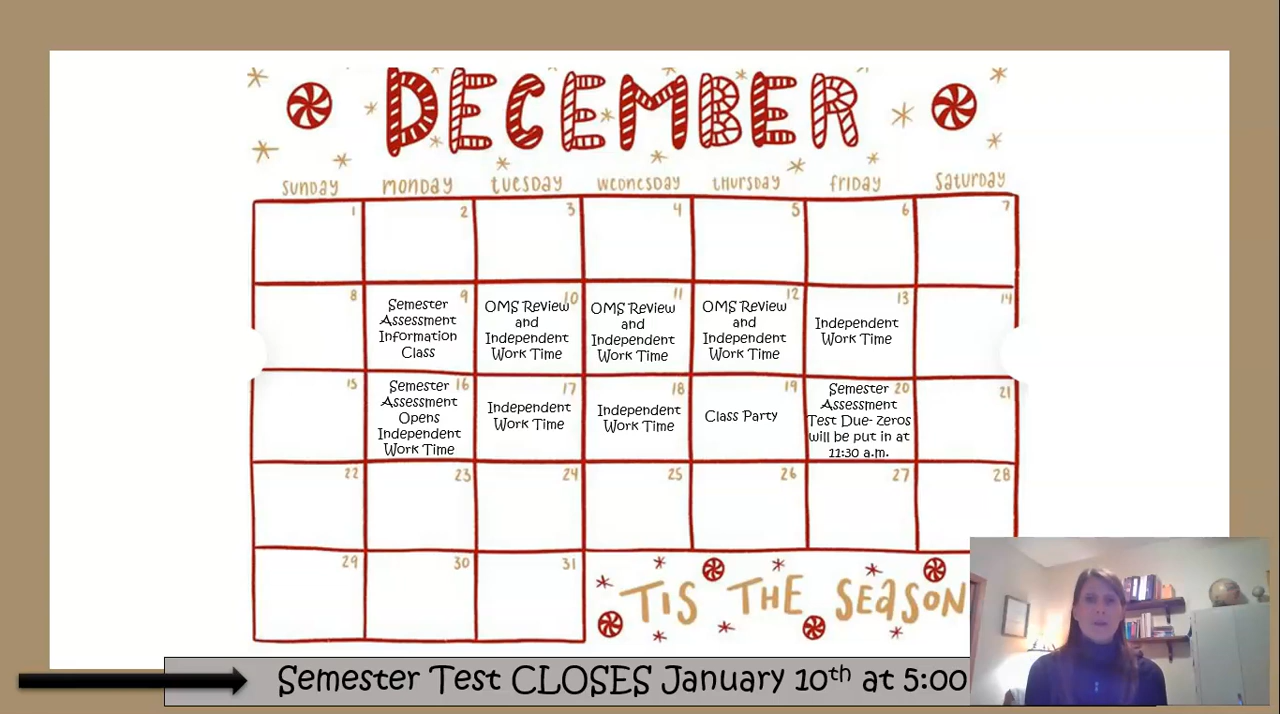 DECEMBER
SUNDAY MONDAY TUESDAY WEDNESDAY THURSDAY FRIDAY SATURDAY
1 2 3 4 5 6 7
8
9
Semester
Assessment
Information
Class
10
OMS Review
and
Independent
Work Time
11
OMS Review
and
Independent
Work Time
12
OMS Review
and
Independent
Work Time
13
Independent
Work Time
14
15
16
Semester
Assessment
Opens
Independent
Work Time
17
Independent
Work Time
18
Independent
Work Time
19
Class Party
20
Semester
Assessment
Test Due- zeros
will be put in at
11:30 a.m.
21
22 23 24 25 26 27 28
29 30 31
'TIS THE SEASON
Semester Test CLOSES January 10th at 5:00